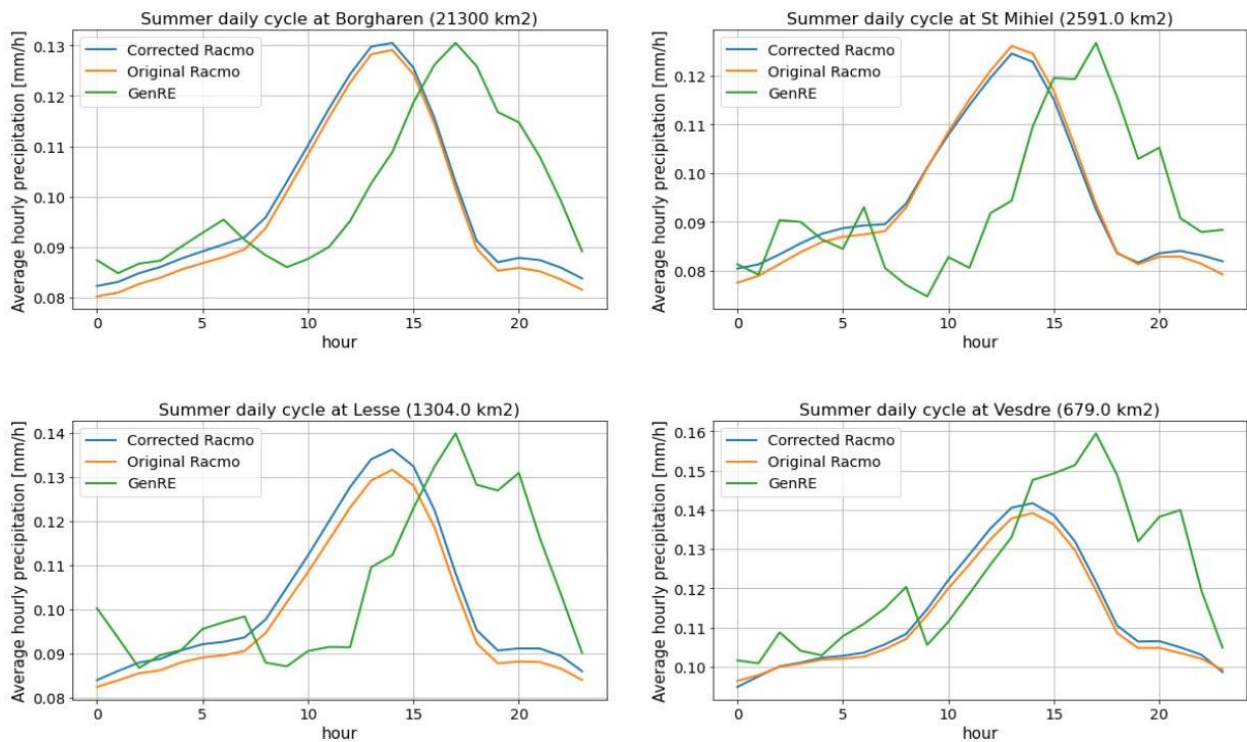 Summer daily cycle at Borgharen (21300 km2)
Average hourly precipitation [mm/h]
0.13
0.12
0.11
0.10
0.09
0.08
Corrected Racmo
Original Racmo
GenRE
0 5 10 15 20
hour
Summer daily cycle at St Mihiel (2591.0 km2)
Average hourly precipitation [mm/h]
0.12
0.11
0.10
0.09
0.08
Corrected Racmo
Original Racmo
GenRE
0 5 10 15 20
hour
Summer daily cycle at Lesse (1304.0 km2)
Average hourly precipitation [mm/h]
0.14
0.13
0.12
0.11
0.10
0.09
0.08
Corrected Racmo
Original Racmo
GenRE
0 5 10 15 20
hour
Summer daily cycle at Vesdre (679.0 km2)
Average hourly precipitation [mm/h]
0.16
0.15
0.14
0.13
0.12
0.11
0.10
Corrected Racmo
Original Racmo
GenRE
0 5 10 15 20
hour